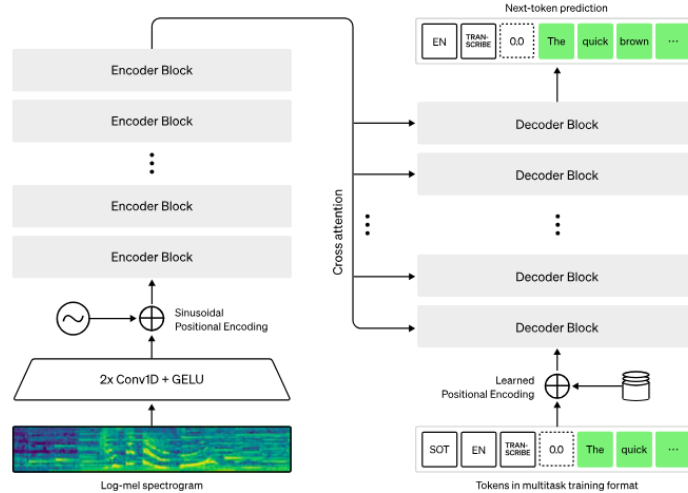 Next-token prediction
EN
TRAN-
SCRIBE
0.0
The
quick
brown
...
Encoder Block
Encoder Block
Encoder Block
Encoder Block
Sinusoidal
Positional Encoding
2x Conv1D + GELU
Log-mel spectrogram
Cross attention
Decoder Block
Decoder Block
Decoder Block
Decoder Block
Learned
Positional Encoding
SOT
EN
TRAN-
SCRIBE
0.0
The
quick
...
Tokens in multitask training format